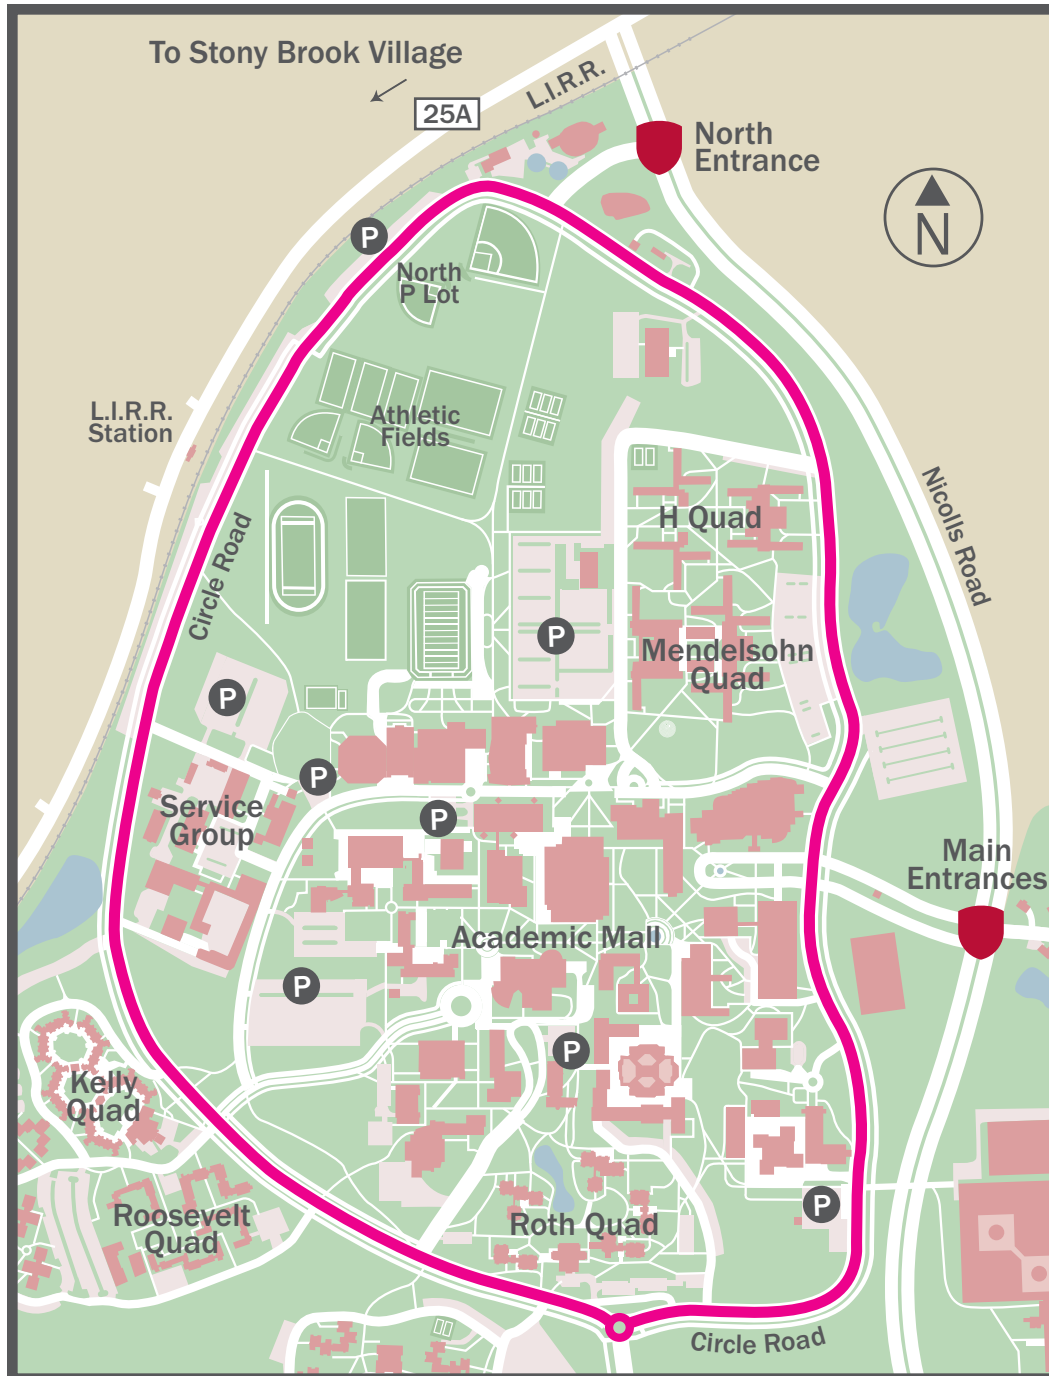 To Stony Brook Village
25A
L.I.R.R.
North
Entrance
N
P
North
P Lot
L.I.R.R.
Station
Athletic
Fields
Nicolls Road
Circle Road
H Quad
P
Mendelsohn
Quad
P
P
Service
Group
P
Main
Entrances
Academic Mall
P
P
Kelly
Quad
Roosevelt
Quad
Roth Quad
P
Circle Road